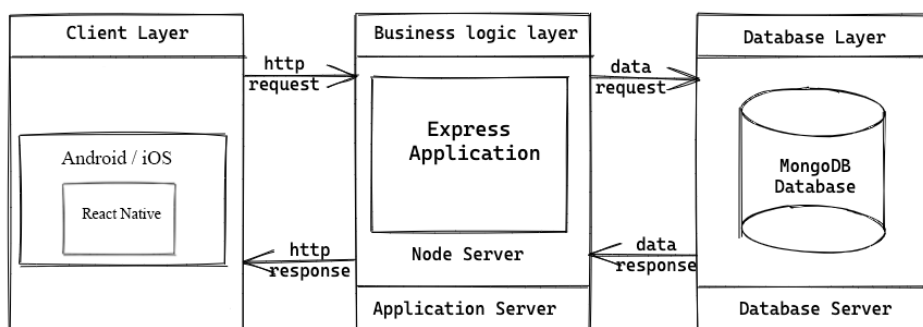 Client Layer
Business logic layer
Database Layer
http
request
data
request
Express
Application
Android / iOS
React Native
MongoDB
Database
http
response
Node Server
data
response
Application Server
Database Server